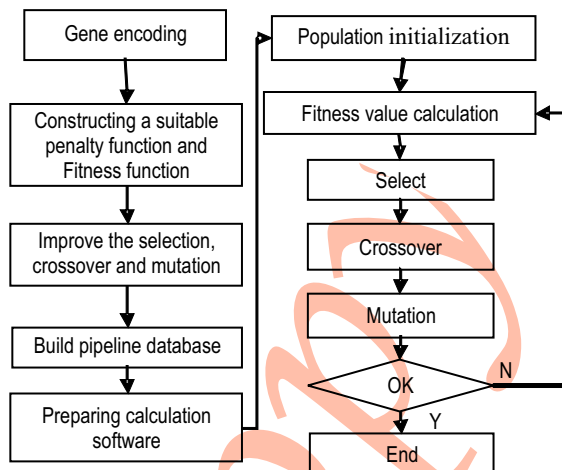 Gene encoding
Constructing a suitable
penalty function and
Fitness function
Improve the selection,
crossover and mutation
Build pipeline database
Preparing calculation
software
Population initialization
Fitness value calculation
Select
Crossover
Mutation
OK
N
Y
End